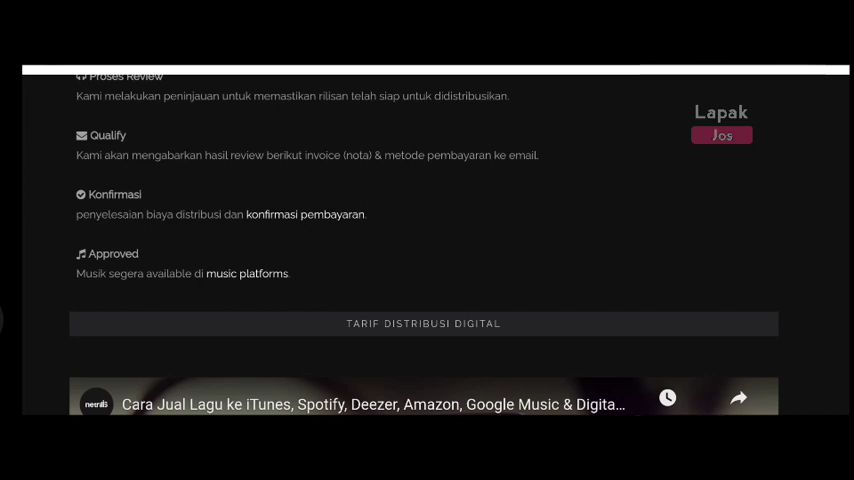 Proses Review
Kami melakukan peninjauan untuk memastikan rilisan telah siap untuk didistribusikan.
Lapak
Jos
Qualify
Kami akan mengabarkan hasil review berikut invoice (nota) & metode pembayaran ke email.
Konfirmasi
penyelesaian biaya distribusi dan konfirmasi pembayaran.
Approved
Musik segera available di music platforms.
TARIF DISTRIBUSI DIGITAL
netrilis
Cara Jual Lagu ke iTunes, Spotify, Deezer, Amazon, Google Music & Digita...